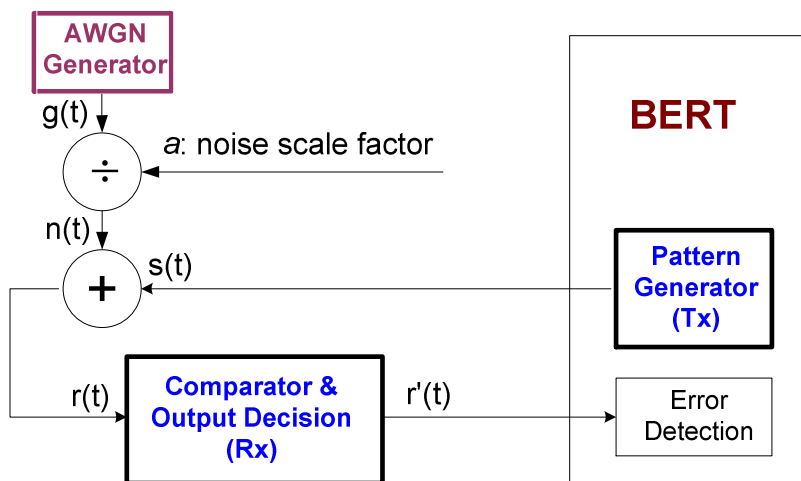 AWGN
Generator
g(t)
BERT
a: noise scale factor
÷
n(t)
s(t)
+
Pattern
Generator
(Tx)
r(t)
Comparator &
Output Decision
(Rx)
r'(t)
Error
Detection